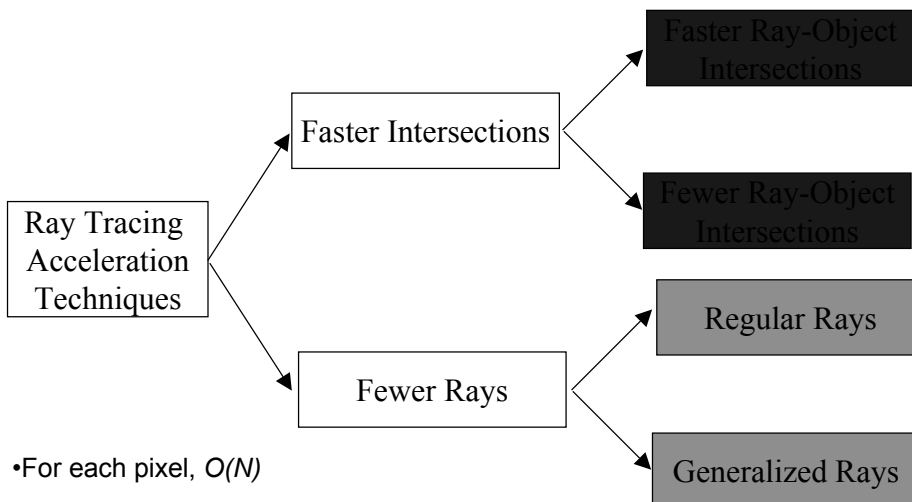 Faster Ray-Object
Intersections
Faster Intersections
Fewer Ray-Object
Intersections
Ray Tracing
Acceleration
Techniques
Regular Rays
Fewer Rays
Generalized Rays
•For each pixel, O(N)